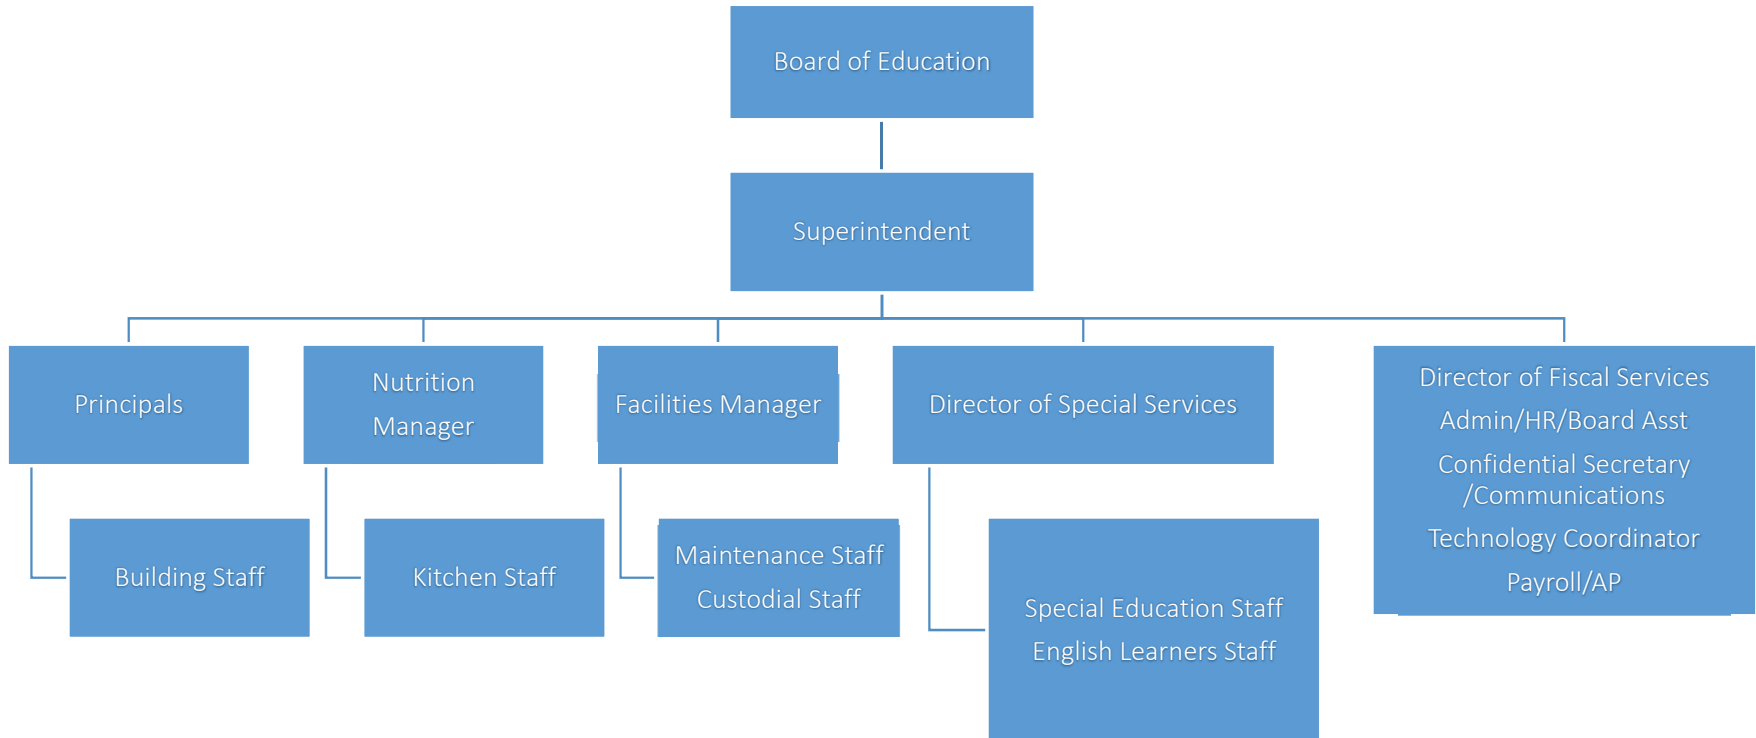 Board of Education
Superintendent
Principals
Nutrition
Manager
Facilities Manager
Director of Special Services
Director of Fiscal Services
Admin/HR/Board Asst
Confidential Secretary
/Communications
Technology Coordinator
Payroll/AP
Building Staff
Kitchen Staff
Maintenance Staff
Custodial Staff
Special Education Staff
English Learners Staff